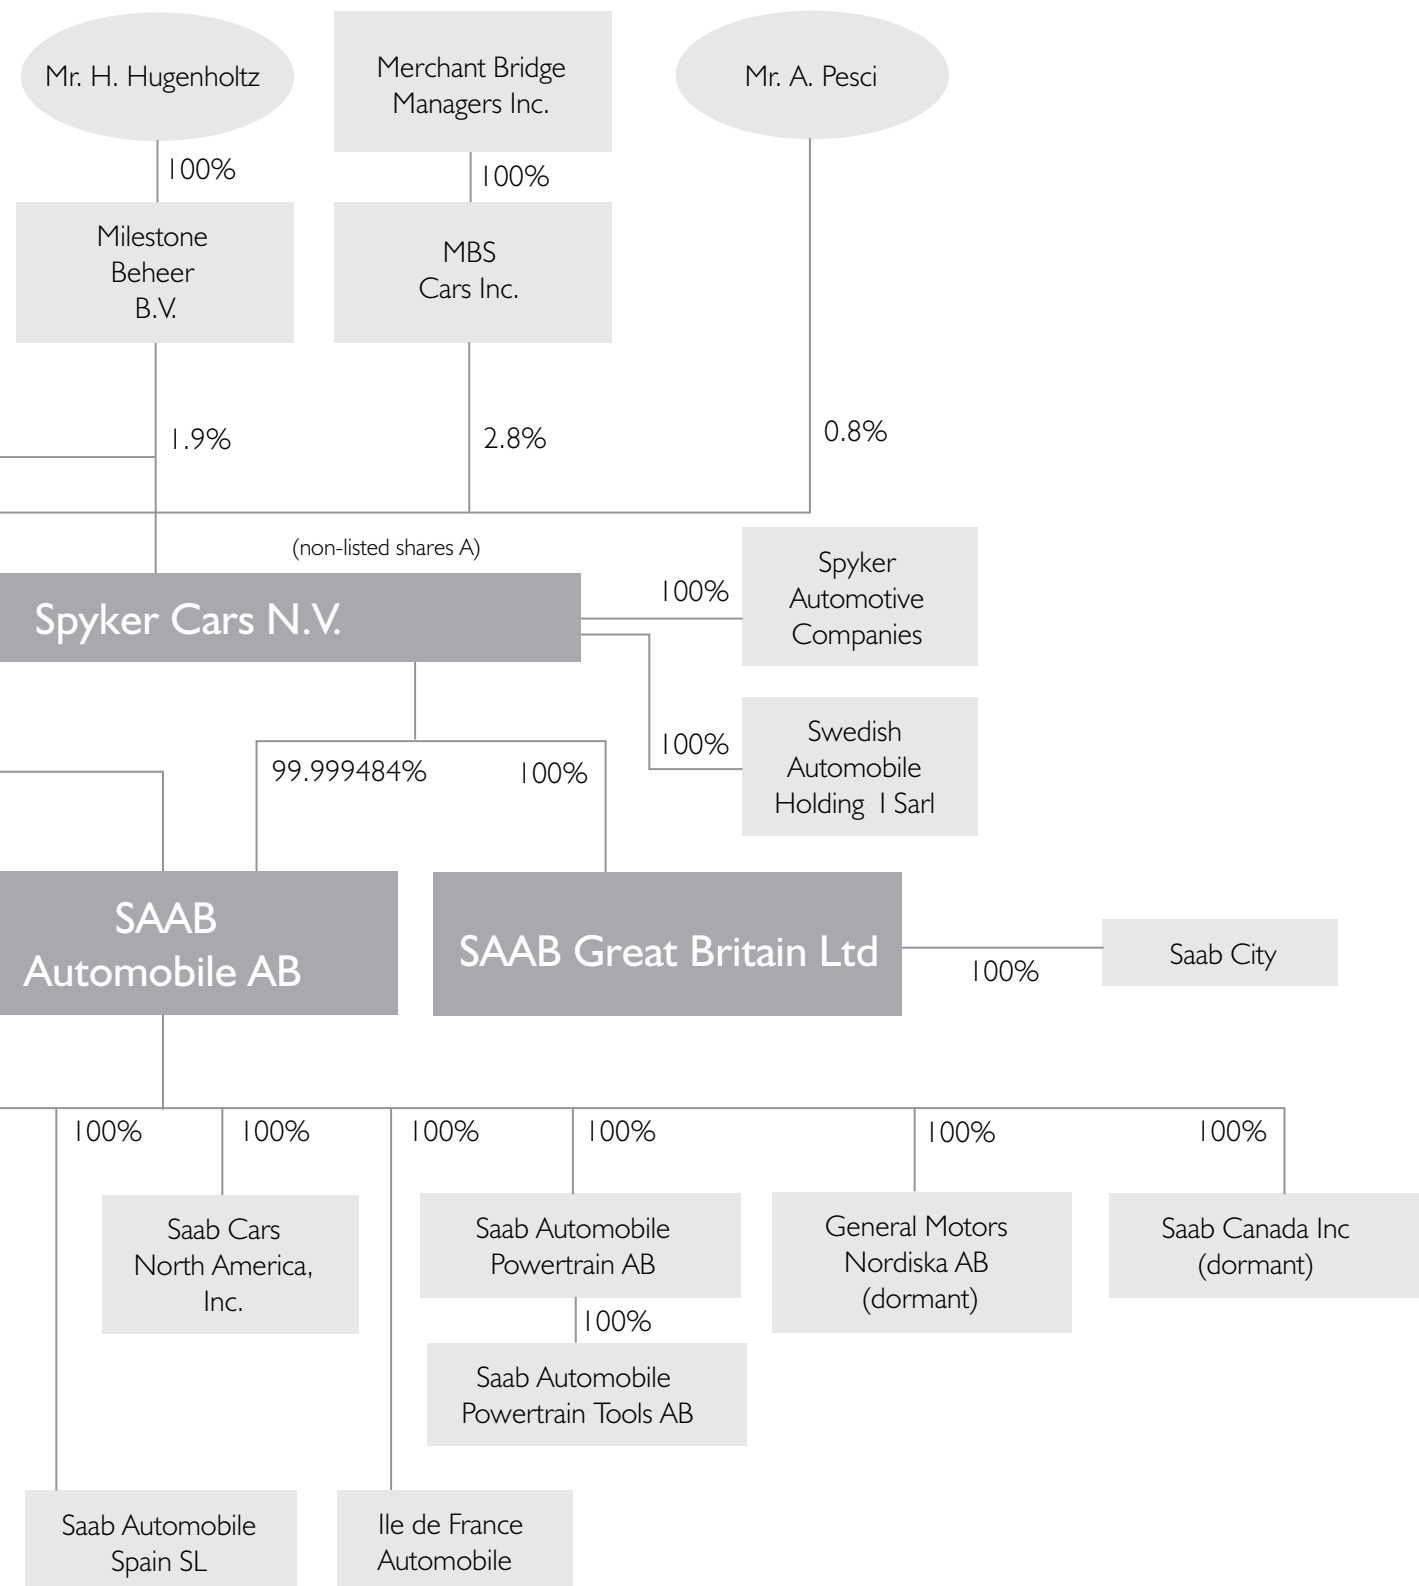 Mr. H. Hugenholtz
Merchant Bridge
Managers Inc.
Mr. A. Pesci
100%
100%
Milestone
Beheer
B.V.
MBS
Cars Inc.
1.9%
2.8%
0.8%
(non-listed shares A)
Spyker Cars N.V.
100%
Spyker
Automotive
Companies
100%
Swedish
Automobile
Holding I Sarl
99.999484%
100%
SAAB
Automobile AB
SAAB Great Britain Ltd
100%
Saab City
100%
100%
100%
100%
100%
100%
Saab Cars
North America,
Inc.
Saab Automobile
Powertrain AB
General Motors
Nordiska AB
(dormant)
Saab Canada Inc
(dormant)
100%
Saab Automobile
Powertrain Tools AB
Saab Automobile
Spain SL
Ile de France
Automobile